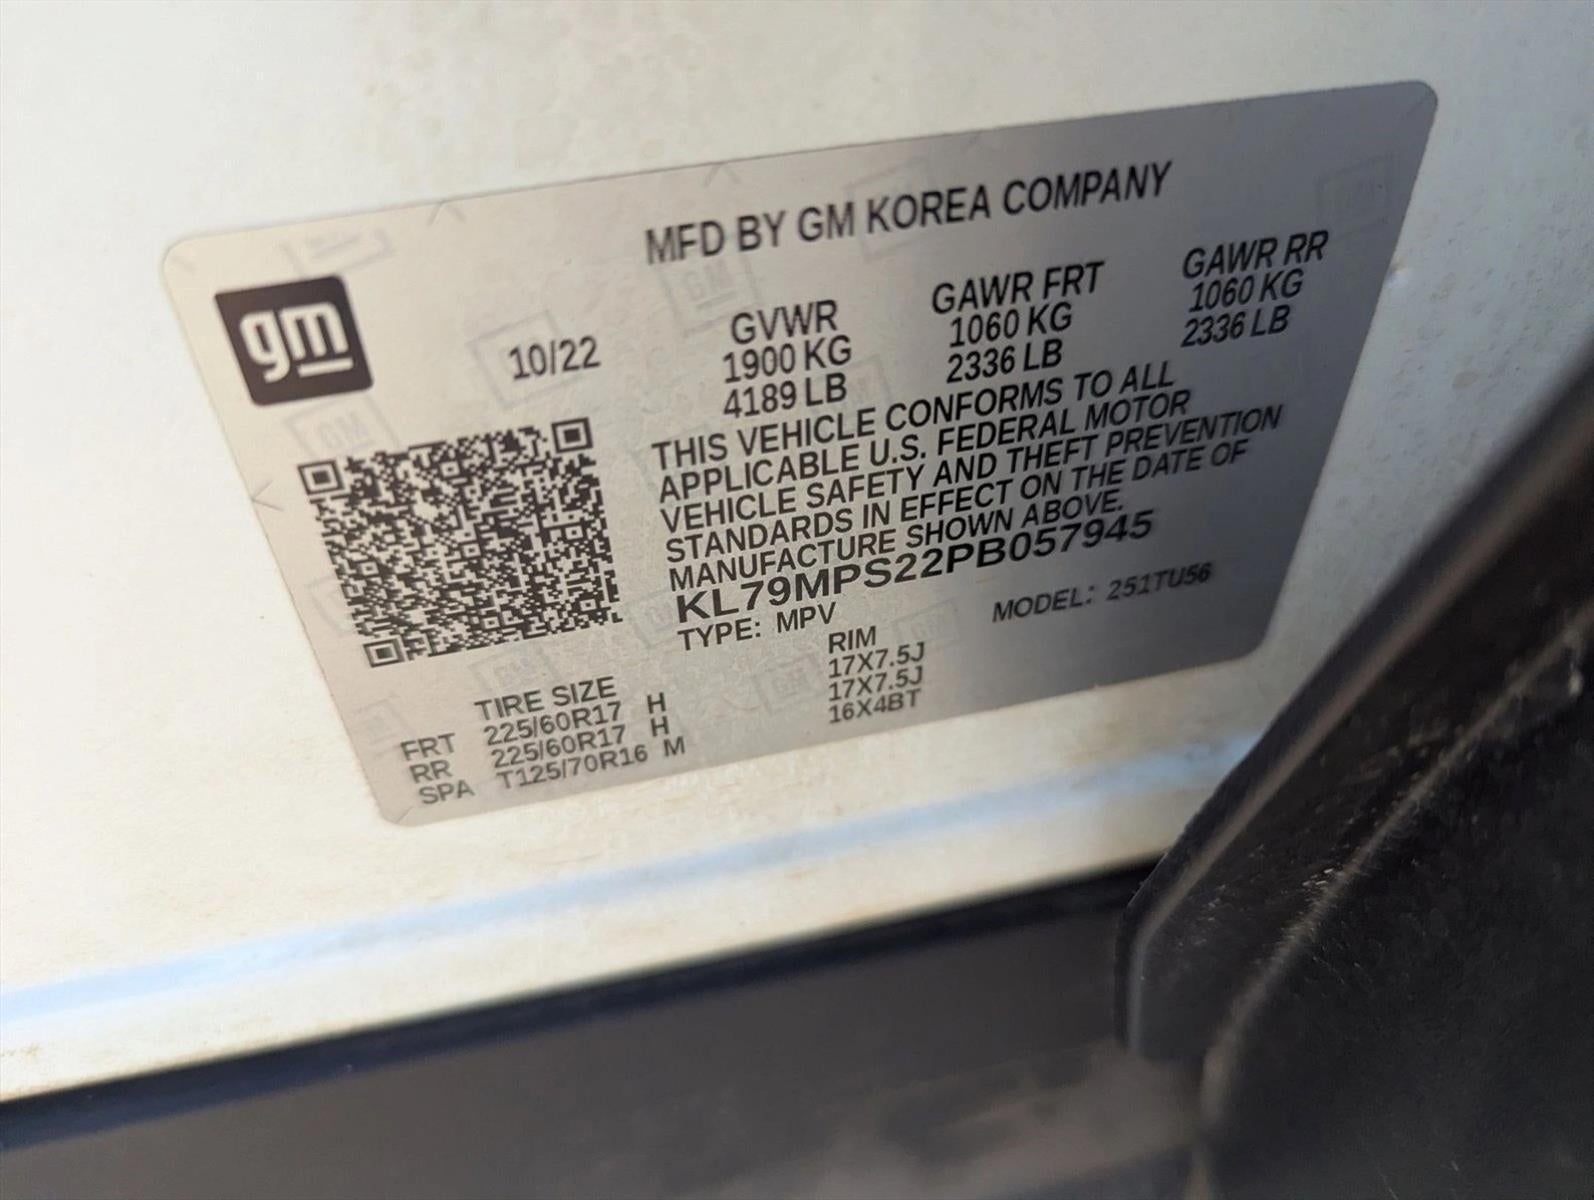 MFD BY GM KOREA COMPANY
gm
10/22
GVWR GAWR FRT GAWR RR
1900 KG 1060 KG 1060 KG
4189 LB 2336 LB 2336 LB
THIS VEHICLE CONFORMS TO ALL
APPLICABLE U.S. FEDERAL MOTOR
VEHICLE SAFETY AND THEFT PREVENTION
STANDARDS IN EFFECT ON THE DATE OF
MANUFACTURE SHOWN ABOVE.
KL79MPS22PB057945
TYPE: MPV MODEL: 251TU56
TIRE SIZE RIM
FRT 225/60R17 H 17X7.5J
RR 225/60R17 H 17X7.5J
SPA T125/70R16 M 16X4BT